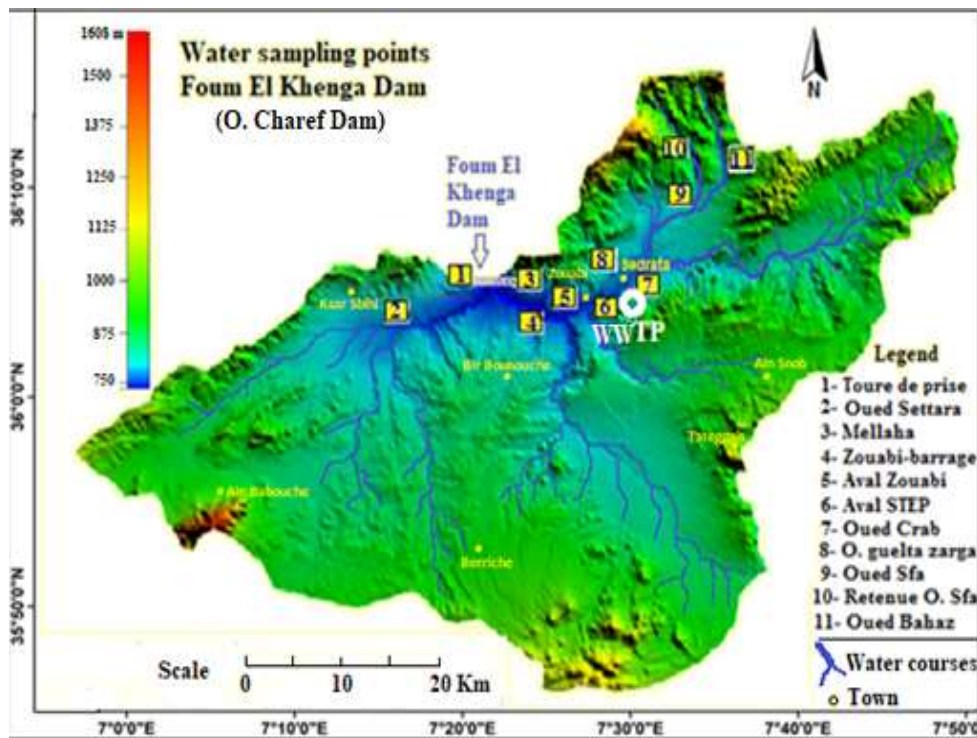 1605 m
1500
1375
1250
1125
1000
875
750
Water sampling points
Foum El Khenga Dam
(O. Charef Dam)
N
Foum El
Khenga
Dam
10
11
9
8
1
3
Zouabi
Sedrata
7
5
6
2
4
WWTP
Ksar Sbihi
Bir Bouhouche
Ain Snob
Ain Babouche
Berriche
Legend
1- Toure de prise
2- Oued Settara
3- Mellaha
4- Zouabi-barrage
5- Aval Zouabi
6- Aval STEP
7- Oued Crab
8- O. guelta zarga
9- Oued Sfa
10- Retenue O. Sfa
11- Oued Bahaz
Water courses
Town
Scale
0 10 20 Km
36°10'0"N
36°0'0"N
35°50'0"N
7°0'0"E 7°10'0"E 7°20'0"E 7°30'0"E 7°40'0"E 7°50'0"E